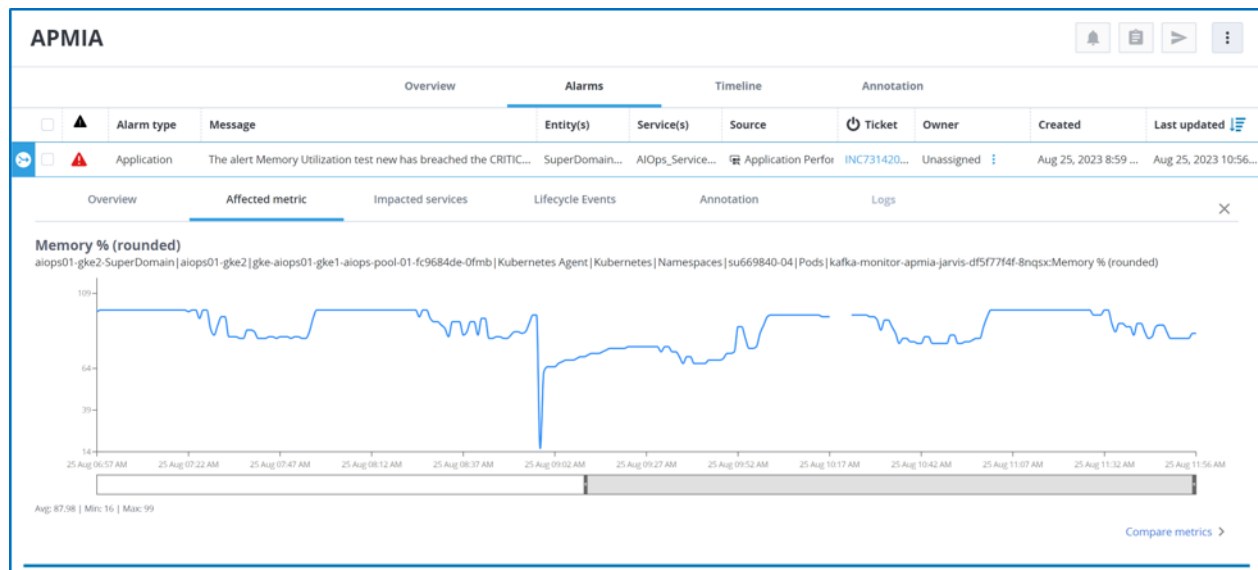 APMIA
Overview Alarms Timeline Annotation
Alarm type Message Entity(s) Service(s) Source Ticket Owner Created Last updated
Application The alert Memory Utilization test new has breached the CRITIC... SuperDomain... AIOps_Service... Application Perfor INC731420... Unassigned Aug 25, 2023 8:59 ... Aug 25, 2023 10:56...
Overview Affected metric Impacted services Lifecycle Events Annotation Logs
Memory % (rounded)
aiops01-gke2-SuperDomain|aiops01-gke2|gke-aiops01-gke1-aiops-pool-01-fc9684de-0fmb|Kubernetes Agent|Kubernetes|Namespaces|su669840-04|Pods|kafka-monitor-apmia-jarvis-df5f77f4f-8nqsx:Memory % (rounded)
109
64
39
14
25 Aug 06:57 AM 25 Aug 07:22 AM 25 Aug 07:47 AM 25 Aug 08:12 AM 25 Aug 08:37 AM 25 Aug 09:02 AM 25 Aug 09:27 AM 25 Aug 09:52 AM 25 Aug 10:17 AM 25 Aug 10:42 AM 25 Aug 11:07 AM 25 Aug 11:32 AM 25 Aug 11:56 AM
Avg: 87.98 | Min: 16 | Max: 99
Compare metrics